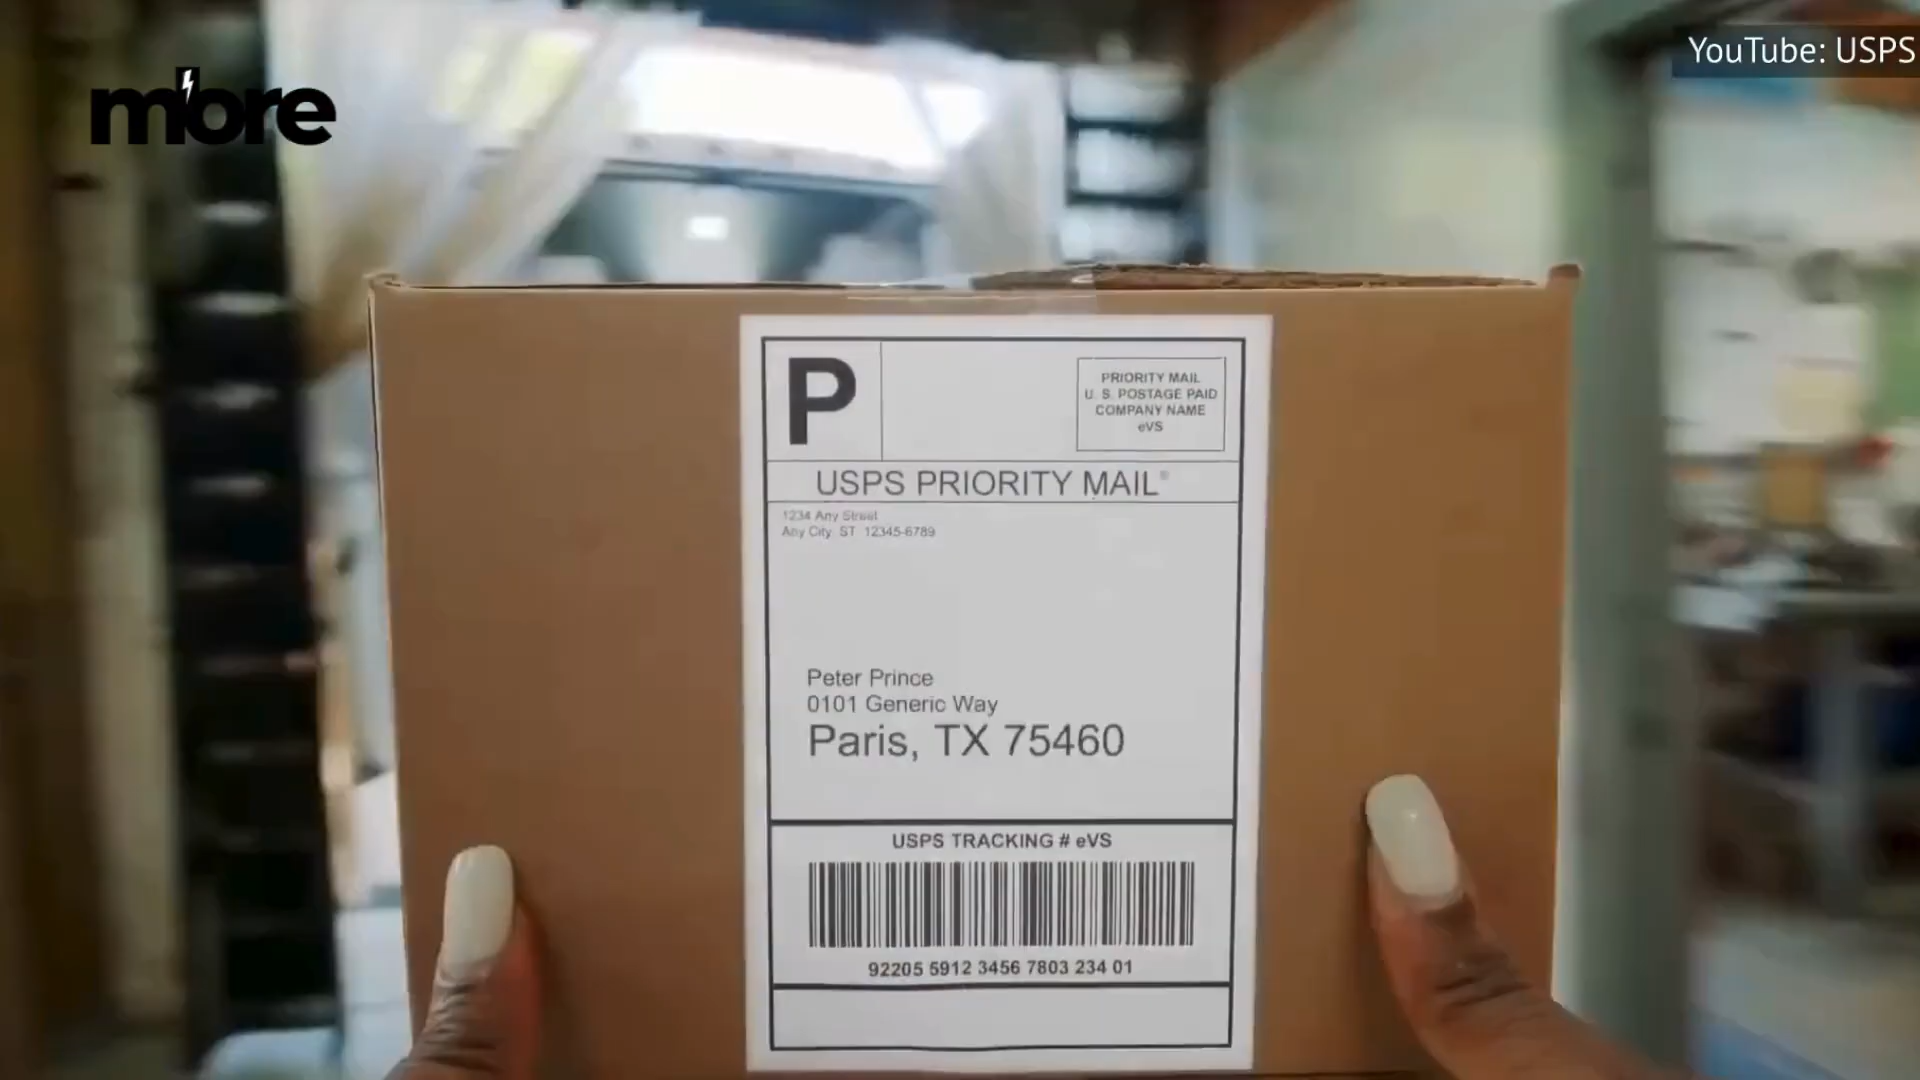 more
YouTube: USPS
P
PRIORITY MAIL
U. S. POSTAGE PAID
COMPANY NAME
eVS
USPS PRIORITY MAIL®
1234 Any Street
Any City, ST 12345-6789
Peter Prince
0101 Generic Way
Paris, TX 75460
USPS TRACKING # eVS
92205 5912 3456 7803 234 01